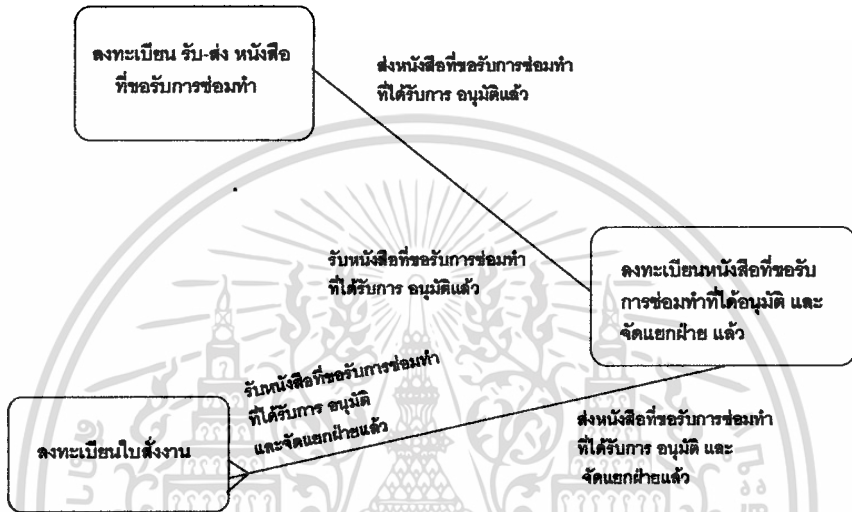 ลงทะเบียน รับ-ส่ง หนังสือ
ที่ขอรับการซ่อมทำ
ส่งหนังสือที่ขอรับการซ่อมทำ
ที่ได้รับการ อนุมัติแล้ว
รับหนังสือที่ขอรับการซ่อมทำ
ที่ได้รับการ อนุมัติแล้ว
ลงทะเบียนหนังสือที่ขอรับ
การซ่อมทำที่ได้อนุมัติ และ
จัดแยกฝ่าย แล้ว
รับหนังสือที่ขอรับการซ่อมทำ
ที่ได้รับการ อนุมัติ
และจัดแยกฝ่ายแล้ว
ลงทะเบียนใบสั่งงาน
ส่งหนังสือที่ขอรับการซ่อมทำ
ที่ได้รับการ อนุมัติ และ
จัดแยกฝ่ายแล้ว